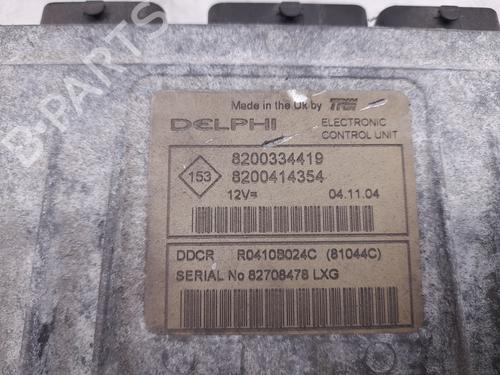 Made in the Uk by TRW
DELPHI ELECTRONIC
CONTROL UNIT
153
8200334419
8200414354
12V= 04.11.04
DDCR R0410B024C (81044C)
SERIAL No 82708478 LXG
B-PARTS